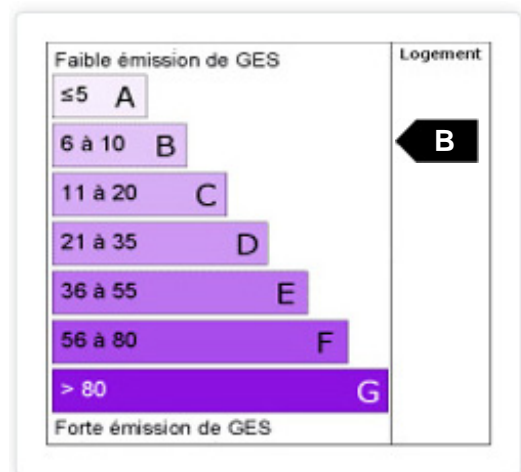 Faible émission de GES
Logement
≤5 A
6 à 10 B
B
11 à 20 C
21 à 35 D
36 à 55 E
56 à 80 F
> 80 G
Forte émission de GES